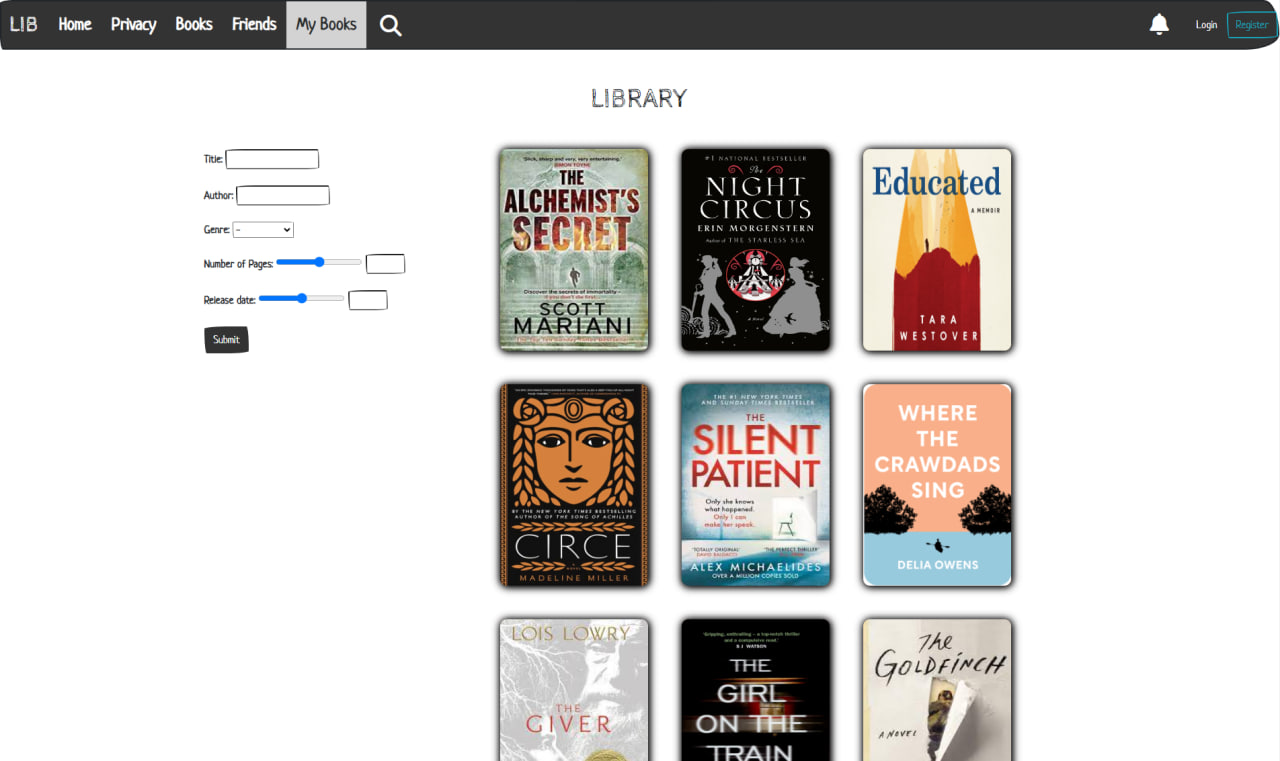 LIB Home Privacy Books Friends My Books Login Register
LIBRARY
Title:
Author:
Genre: -
Number of Pages:
Release date:
Submit
'Slick, sharp and very, very entertaining.'
SIMON TOYNE
THE
ALCHEMIST'S
SECRET
Discover the secrets of immortality –
if you don't die first...
SCOTT
MARIANI
#1 NATIONAL BESTSELLER
The
NIGHT
CIRCUS
ERIN MORGENSTERN
Author of THE STARLESS SEA
A Novel
Educated
A MEMOIR
TARA
WESTOVER
BY THE NEW YORK TIMES BESTSELLING
AUTHOR OF THE SONG OF ACHILLES
CIRCE
A NOVEL
MADELINE MILLER
THE #1 NEW YORK TIMES
AND SUNDAY TIMES BESTSELLER
THE
SILENT
PATIENT
Only she knows
what happened.
Only I can
make her speak.
'TOTALLY ORIGINAL' 'THE PERFECT THRILLER'
DAVID BALDACCI
ALEX MICHAELIDES
OVER A MILLION COPIES SOLD
WHERE
THE
CRAWDADS
SING
DELIA OWENS
LOIS LOWRY
THE
GIVER
'Gripping, enthralling – a top-notch thriller
and a compulsive read.'
S J WATSON
THE
GIRL
ON THE
TRAIN
The
GOLDFINCH
A NOVEL